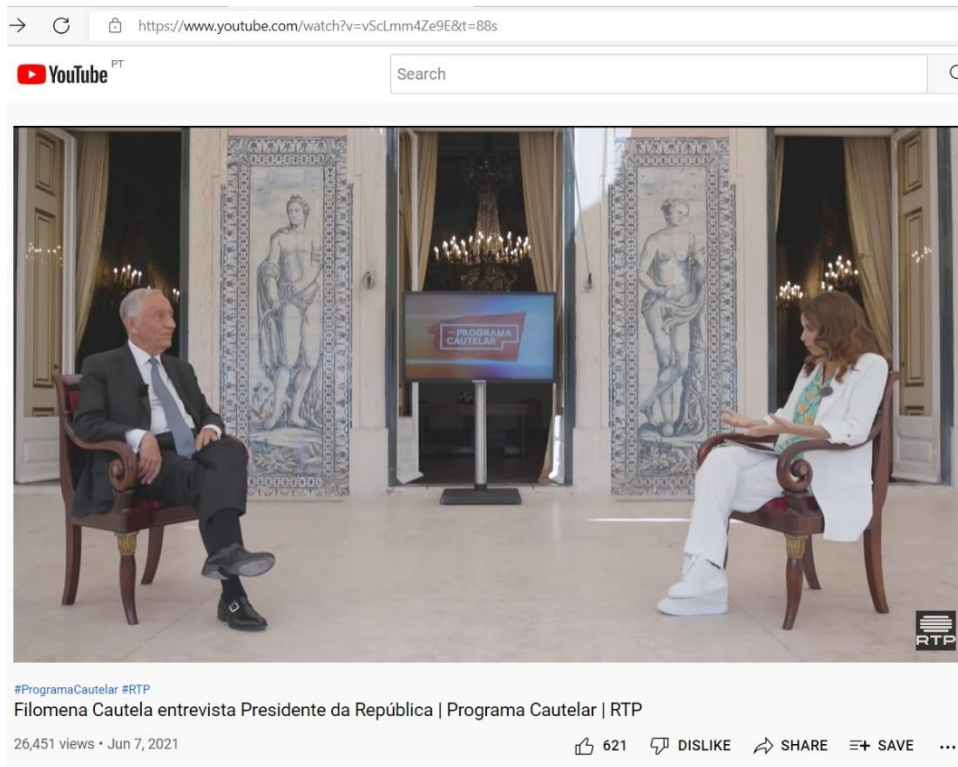 https://www.youtube.com/watch?v=vScLmm4Ze9E&t=88s
YouTube PT
Search
PROGRAMA
CAUTELAR
RTP
#ProgramaCautelar #RTP
Filomena Cautela entrevista Presidente da República | Programa Cautelar | RTP
26,451 views • Jun 7, 2021
621 DISLIKE SHARE SAVE